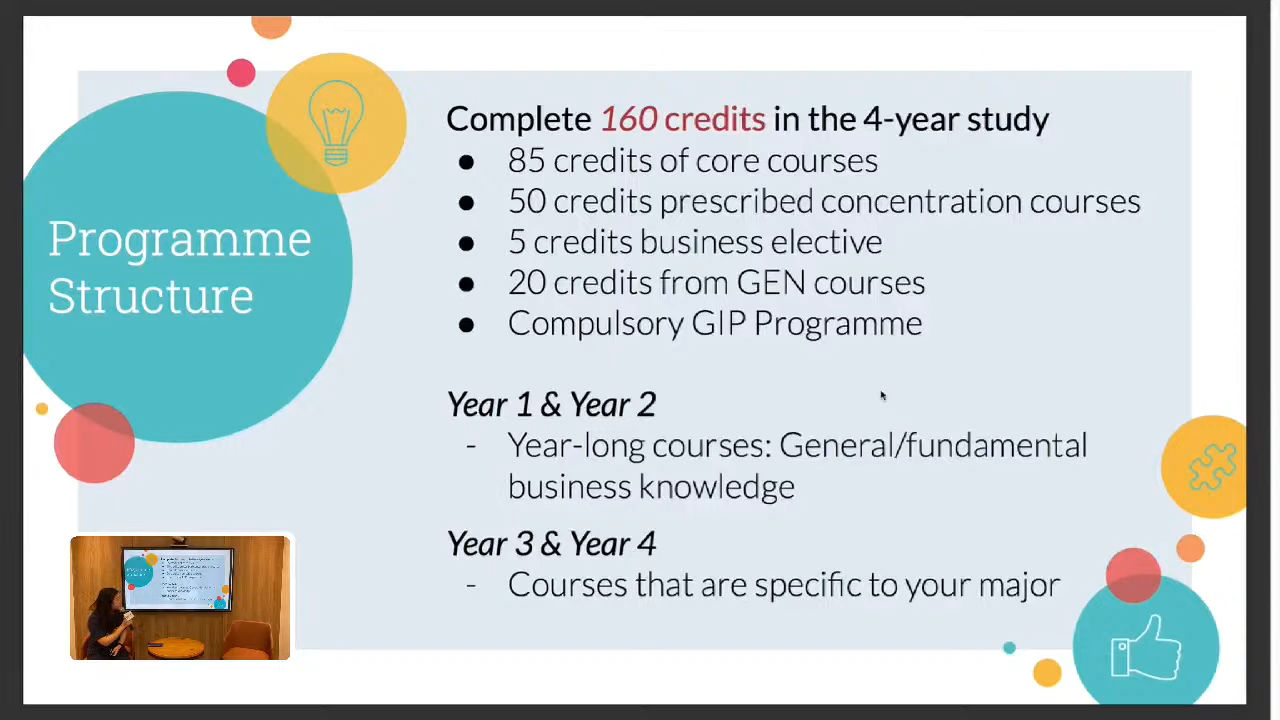 Programme
Structure
Complete 160 credits in the 4-year study
● 85 credits of core courses
● 50 credits prescribed concentration courses
● 5 credits business elective
● 20 credits from GEN courses
● Compulsory GIP Programme
Year 1 & Year 2
- Year-long courses: General/fundamental
business knowledge
Year 3 & Year 4
- Courses that are specific to your major